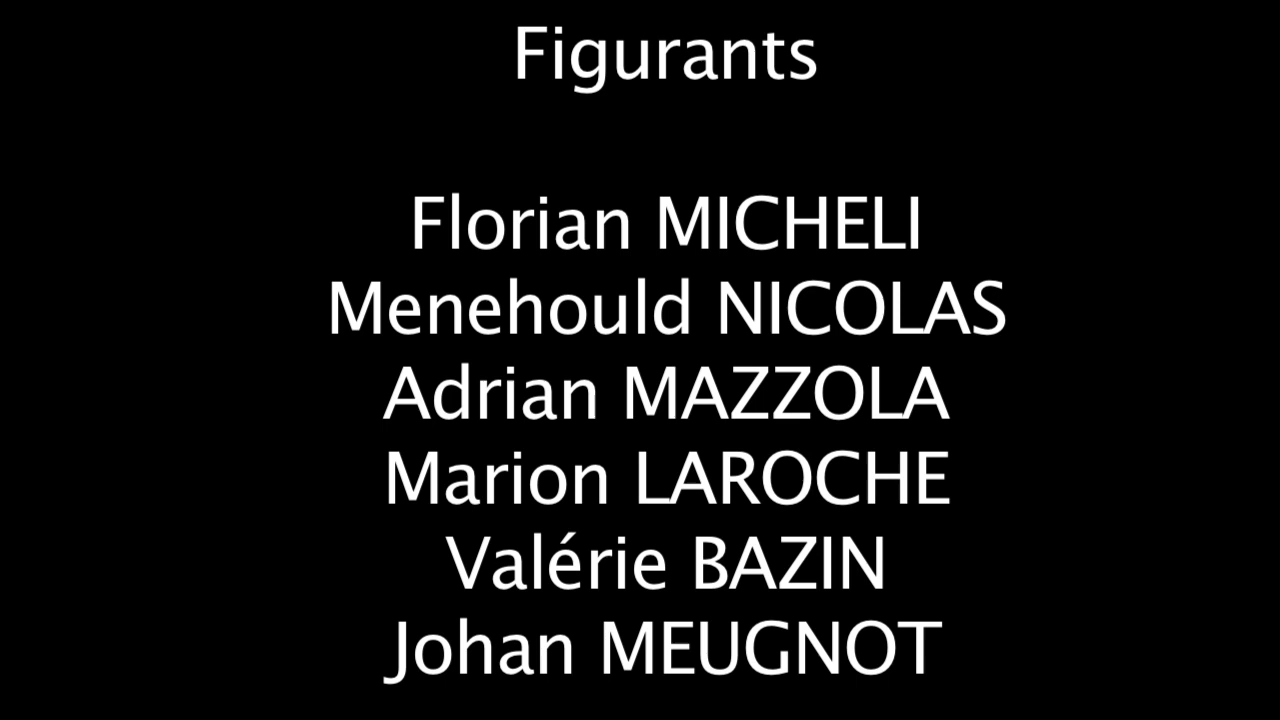 Figurants
Florian MICHELI
Menehould NICOLAS
Adrian MAZZOLA
Marion LAROCHE
Valérie BAZIN
Johan MEUGNOT